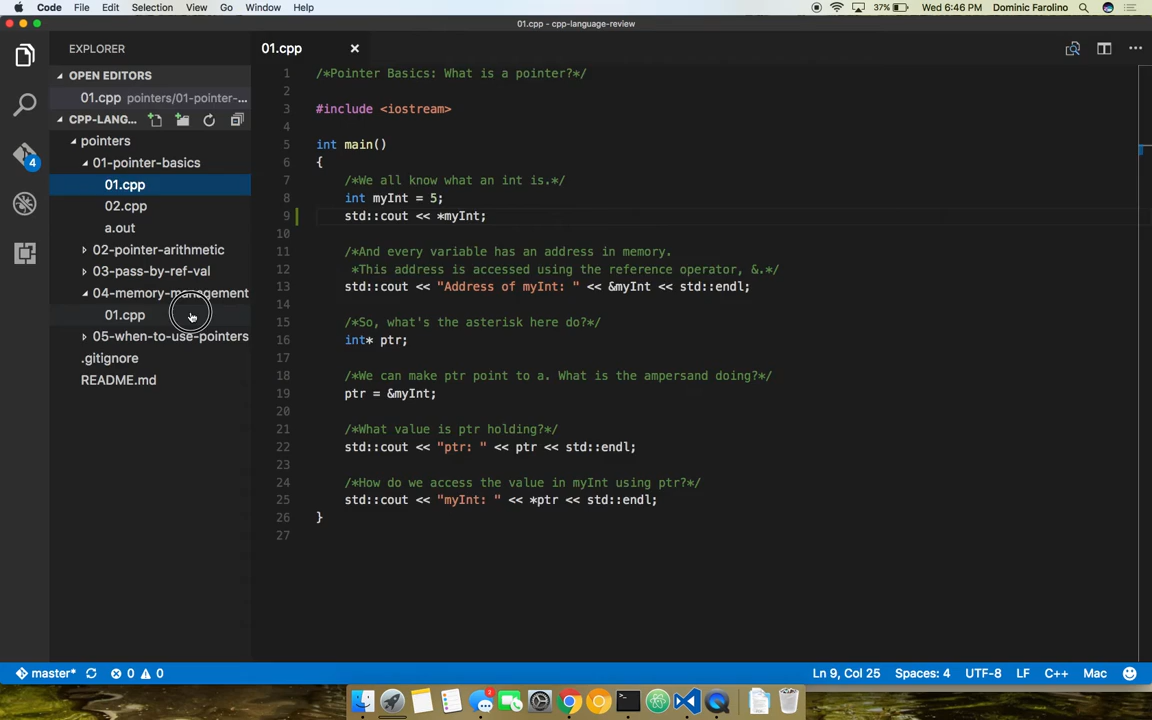 Code File Edit Selection View Go Window Help 37% Wed 6:46 PM Dominic Farolino
01.cpp - cpp-language-review
EXPLORER
OPEN EDITORS
01.cpp pointers/01-pointer-...
CPP-LANG...
pointers
01-pointer-basics
01.cpp
02.cpp
a.out
02-pointer-arithmetic
03-pass-by-ref-val
04-memory-management
01.cpp
05-when-to-use-pointers
.gitignore
README.md
4
01.cpp
1 /*Pointer Basics: What is a pointer?*/
2
3 #include <iostream>
4
5 int main()
6 {
7 /*We all know what an int is.*/
8 int myInt = 5;
9 std::cout << *myInt;
10
11 /*And every variable has an address in memory.
12 *This address is accessed using the reference operator, &.*/
13 std::cout << "Address of myInt: " << &myInt << std::endl;
14
15 /*So, what's the asterisk here do?*/
16 int* ptr;
17
18 /*We can make ptr point to a. What is the ampersand doing?*/
19 ptr = &myInt;
20
21 /*What value is ptr holding?*/
22 std::cout << "ptr: " << ptr << std::endl;
23
24 /*How do we access the value in myInt using ptr?*/
25 std::cout << "myInt: " << *ptr << std::endl;
26 }
27
master* 0 0 Ln 9, Col 25 Spaces: 4 UTF-8 LF C++ Mac